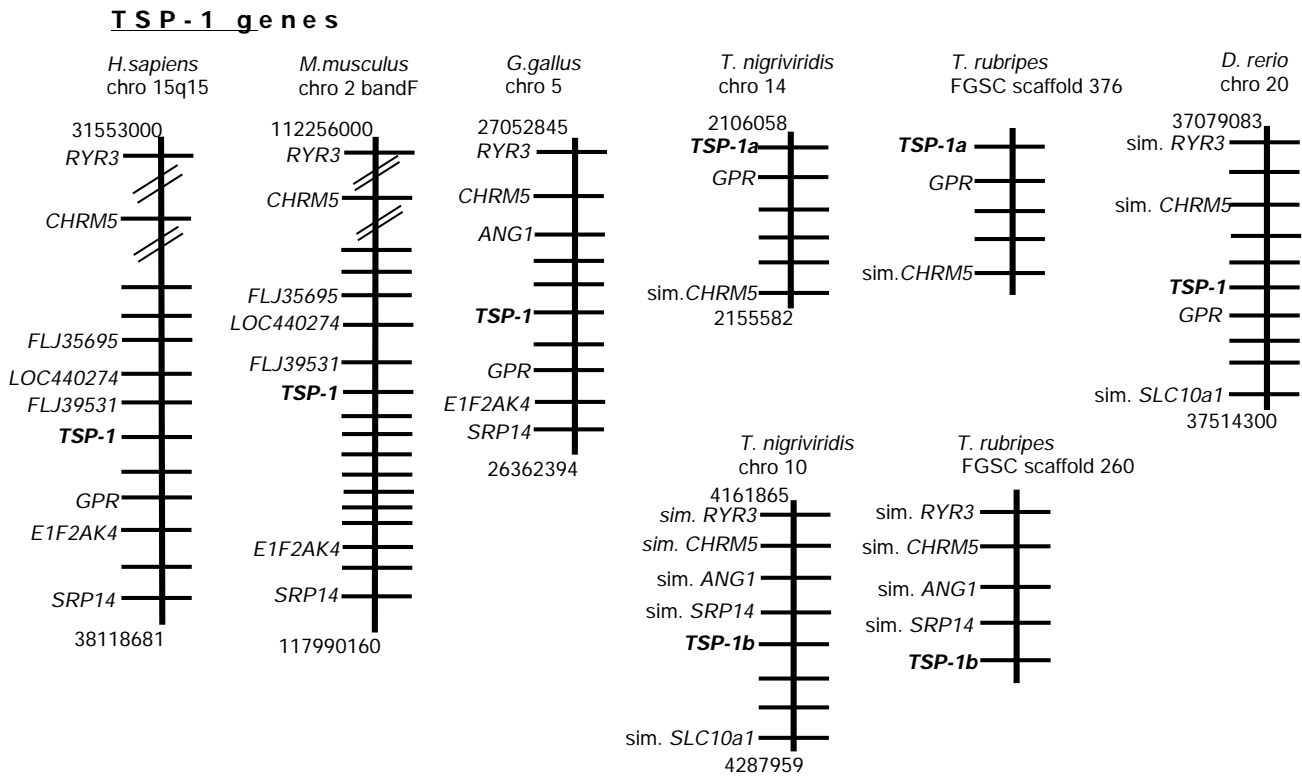 TSP-1 genes
H.sapiens
chro 15q15
31553000
RYR3
CHRM5
FLJ35695
LOC440274
FLJ39531
TSP-1
GPR
E1F2AK4
SRP14
38118681
M.musculus
chro 2 bandF
112256000
RYR3
CHRM5
FLJ35695
LOC440274
FLJ39531
TSP-1
E1F2AK4
SRP14
117990160
G.gallus
chro 5
27052845
RYR3
CHRM5
ANG1
TSP-1
GPR
E1F2AK4
SRP14
26362394
T. nigriviridis
chro 14
2106058
TSP-1a
GPR
sim.CHRM5
2155582
T. rubripes
FGSC scaffold 376
TSP-1a
GPR
sim.CHRM5
D. rerio
chro 20
37079083
sim. RYR3
sim. CHRM5
TSP-1
GPR
sim. SLC10a1
37514300
T. nigriviridis
chro 10
4161865
sim. RYR3
sim. CHRM5
sim. ANG1
sim. SRP14
TSP-1b
sim. SLC10a1
4287959
T. rubripes
FGSC scaffold 260
sim. RYR3
sim. CHRM5
sim. ANG1
sim. SRP14
TSP-1b